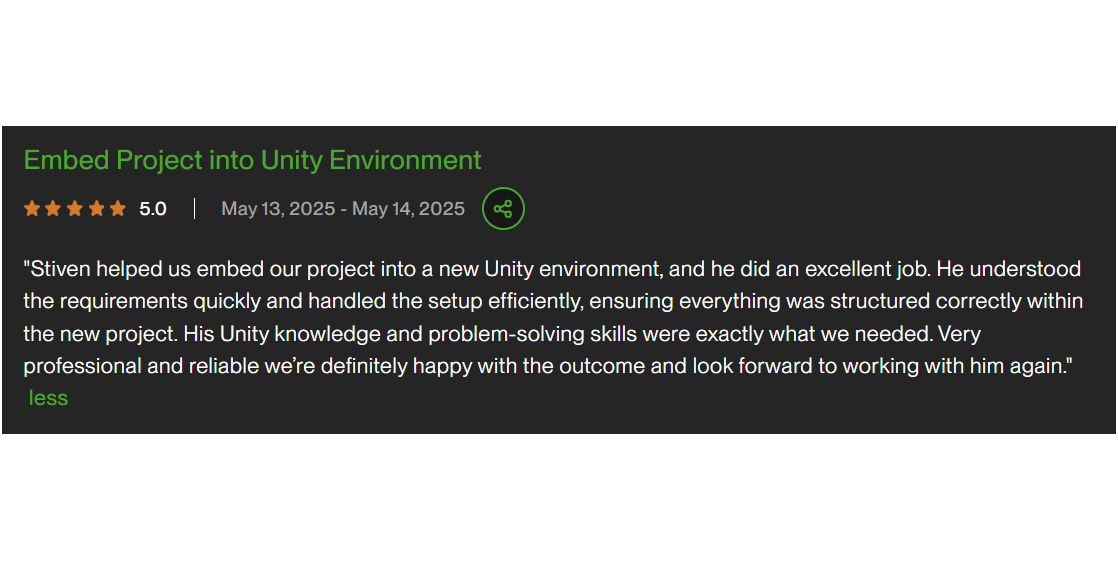 Embed Project into Unity Environment
5.0 | May 13, 2025 - May 14, 2025
"Stiven helped us embed our project into a new Unity environment, and he did an excellent job. He understood
the requirements quickly and handled the setup efficiently, ensuring everything was structured correctly within
the new project. His Unity knowledge and problem-solving skills were exactly what we needed. Very
professional and reliable we’re definitely happy with the outcome and look forward to working with him again."
less